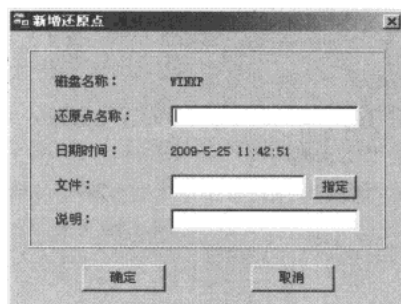 新增还原点
磁盘名称： WINXP
还原点名称：
日期时间： 2009-5-25 11:42:51
文件： 指定
说明：
确定 取消